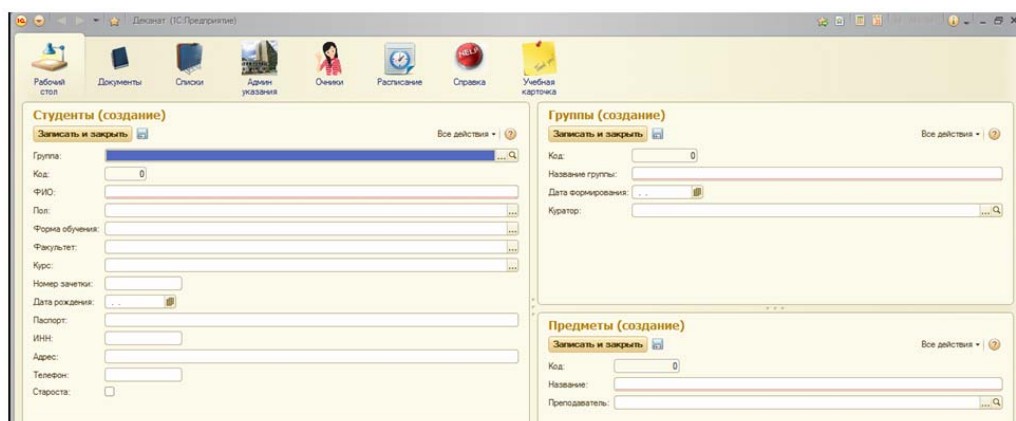 Деканат (1С:Предприятие)
Рабочий стол
Документы
Списки
Админ указания
Очники
Расписание
HELP
Справка
Учебная карточка
Студенты (создание)
Записать и закрыть
Все действия
Группа:
Код: 0
ФИО:
Пол:
Форма обучения:
Факультет:
Курс:
Номер зачетки:
Дата рождения: . .
Паспорт:
ИНН:
Адрес:
Телефон:
Староста:
Группы (создание)
Записать и закрыть
Все действия
Код: 0
Название группы:
Дата формирования: . .
Куратор:
Предметы (создание)
Записать и закрыть
Все действия
Код: 0
Название:
Преподаватель: